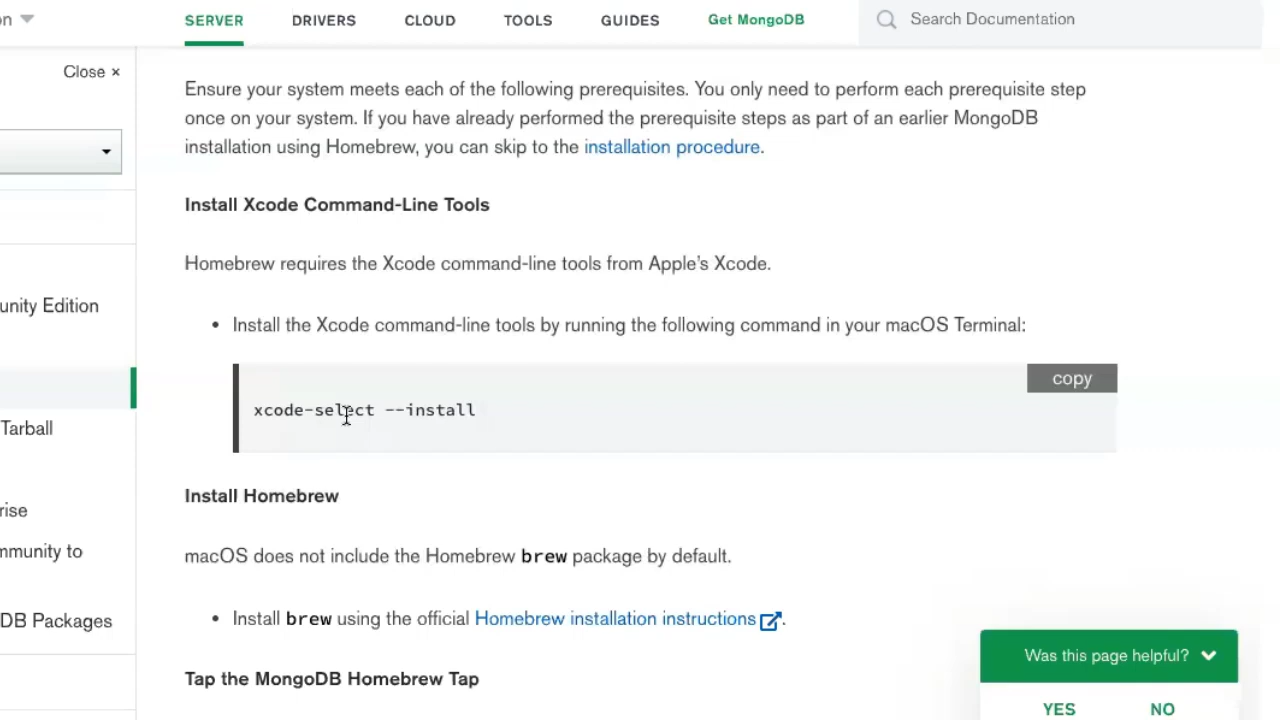 on
SERVER DRIVERS CLOUD TOOLS GUIDES Get MongoDB Search Documentation
Close ×
Ensure your system meets each of the following prerequisites. You only need to perform each prerequisite step
once on your system. If you have already performed the prerequisite steps as part of an earlier MongoDB
installation using Homebrew, you can skip to the installation procedure.
Install Xcode Command-Line Tools
Homebrew requires the Xcode command-line tools from Apple's Xcode.
unity Edition
• Install the Xcode command-line tools by running the following command in your macOS Terminal:
copy
xcode-select --install
Tarball
Install Homebrew
rise
macOS does not include the Homebrew brew package by default.
mmunity to
• Install brew using the official Homebrew installation instructions.
DB Packages
Tap the MongoDB Homebrew Tap
Was this page helpful?
YES NO